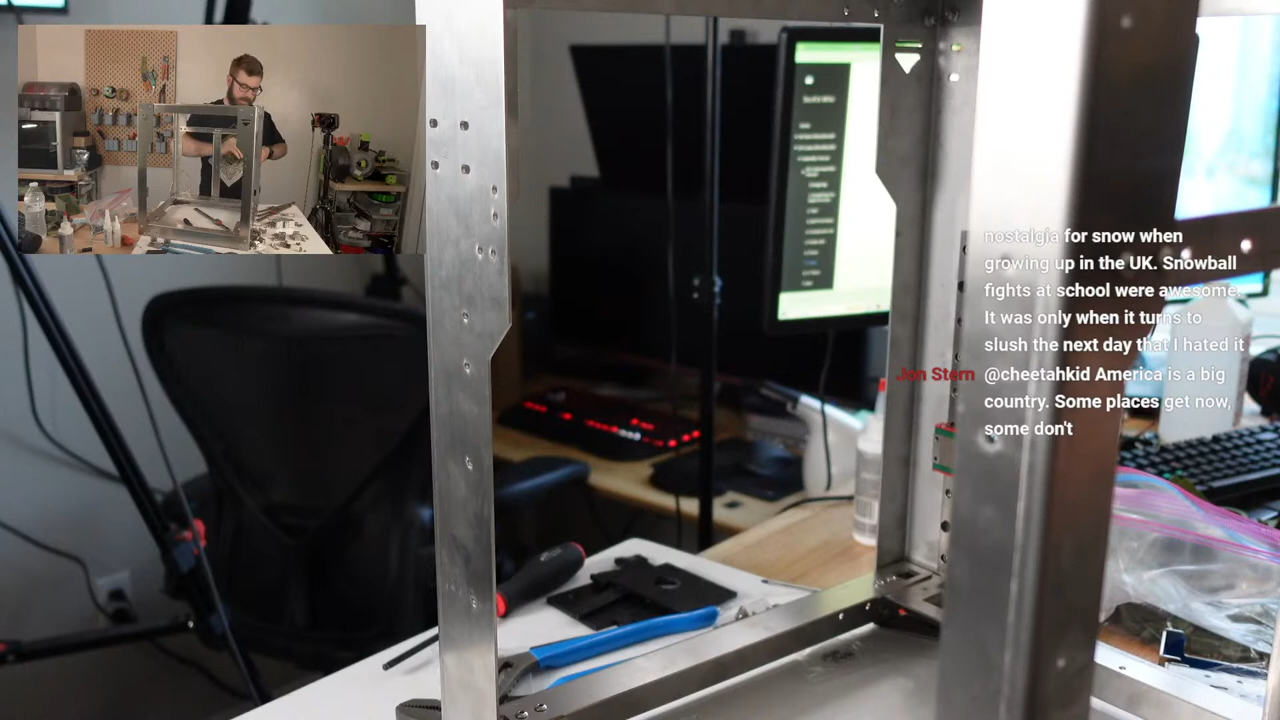 nostalgia for snow when
growing up in the UK. Snowball
fights at school were awesome.
It was only when it turns to
slush the next day that I hated it
Jon Stern @cheetahkid America is a big
country. Some places get now,
some don't